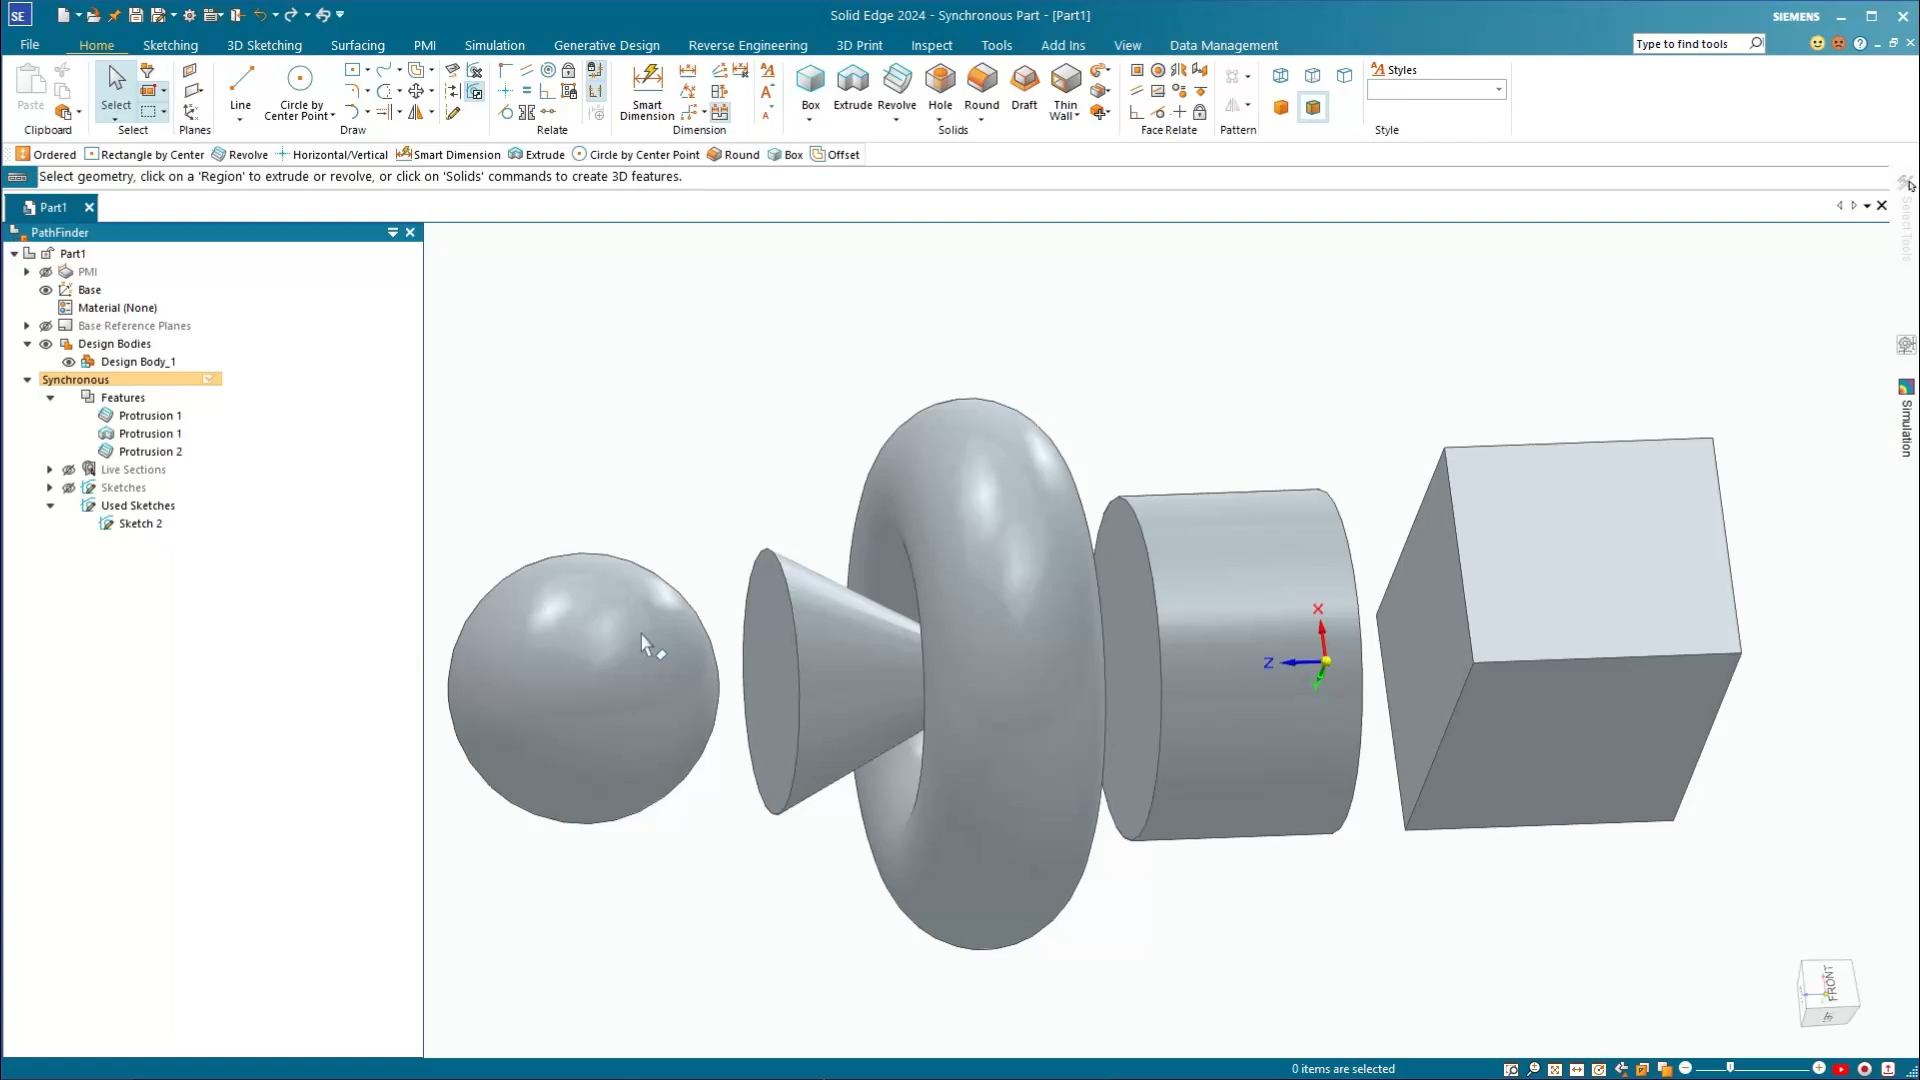 SE
Solid Edge 2024 - Synchronous Part - [Part1]
SIEMENS
File
Home
Sketching
3D Sketching
Surfacing
PMI
Simulation
Generative Design
Reverse Engineering
3D Print
Inspect
Tools
Add Ins
View
Data Management
Type to find tools
Paste
Select
Line
Circle by Center Point
Smart Dimension
Box
Extrude
Revolve
Hole
Round
Draft
Thin Wall
Styles
Clipboard
Select
Planes
Draw
Relate
Dimension
Solids
Face Relate
Pattern
Style
Ordered
Rectangle by Center
Revolve
Horizontal/Vertical
Smart Dimension
Extrude
Circle by Center Point
Round
Box
Offset
Select geometry, click on a 'Region' to extrude or revolve, or click on 'Solids' commands to create 3D features.
Part1
PathFinder
Part1
PMI
Base
Material (None)
Base Reference Planes
Design Bodies
Design Body_1
Synchronous
Features
Protrusion 1
Protrusion 1
Protrusion 2
Live Sections
Sketches
Used Sketches
Sketch 2
X
Z
Y
Select Tools
Simulation
FRONT
0 items are selected